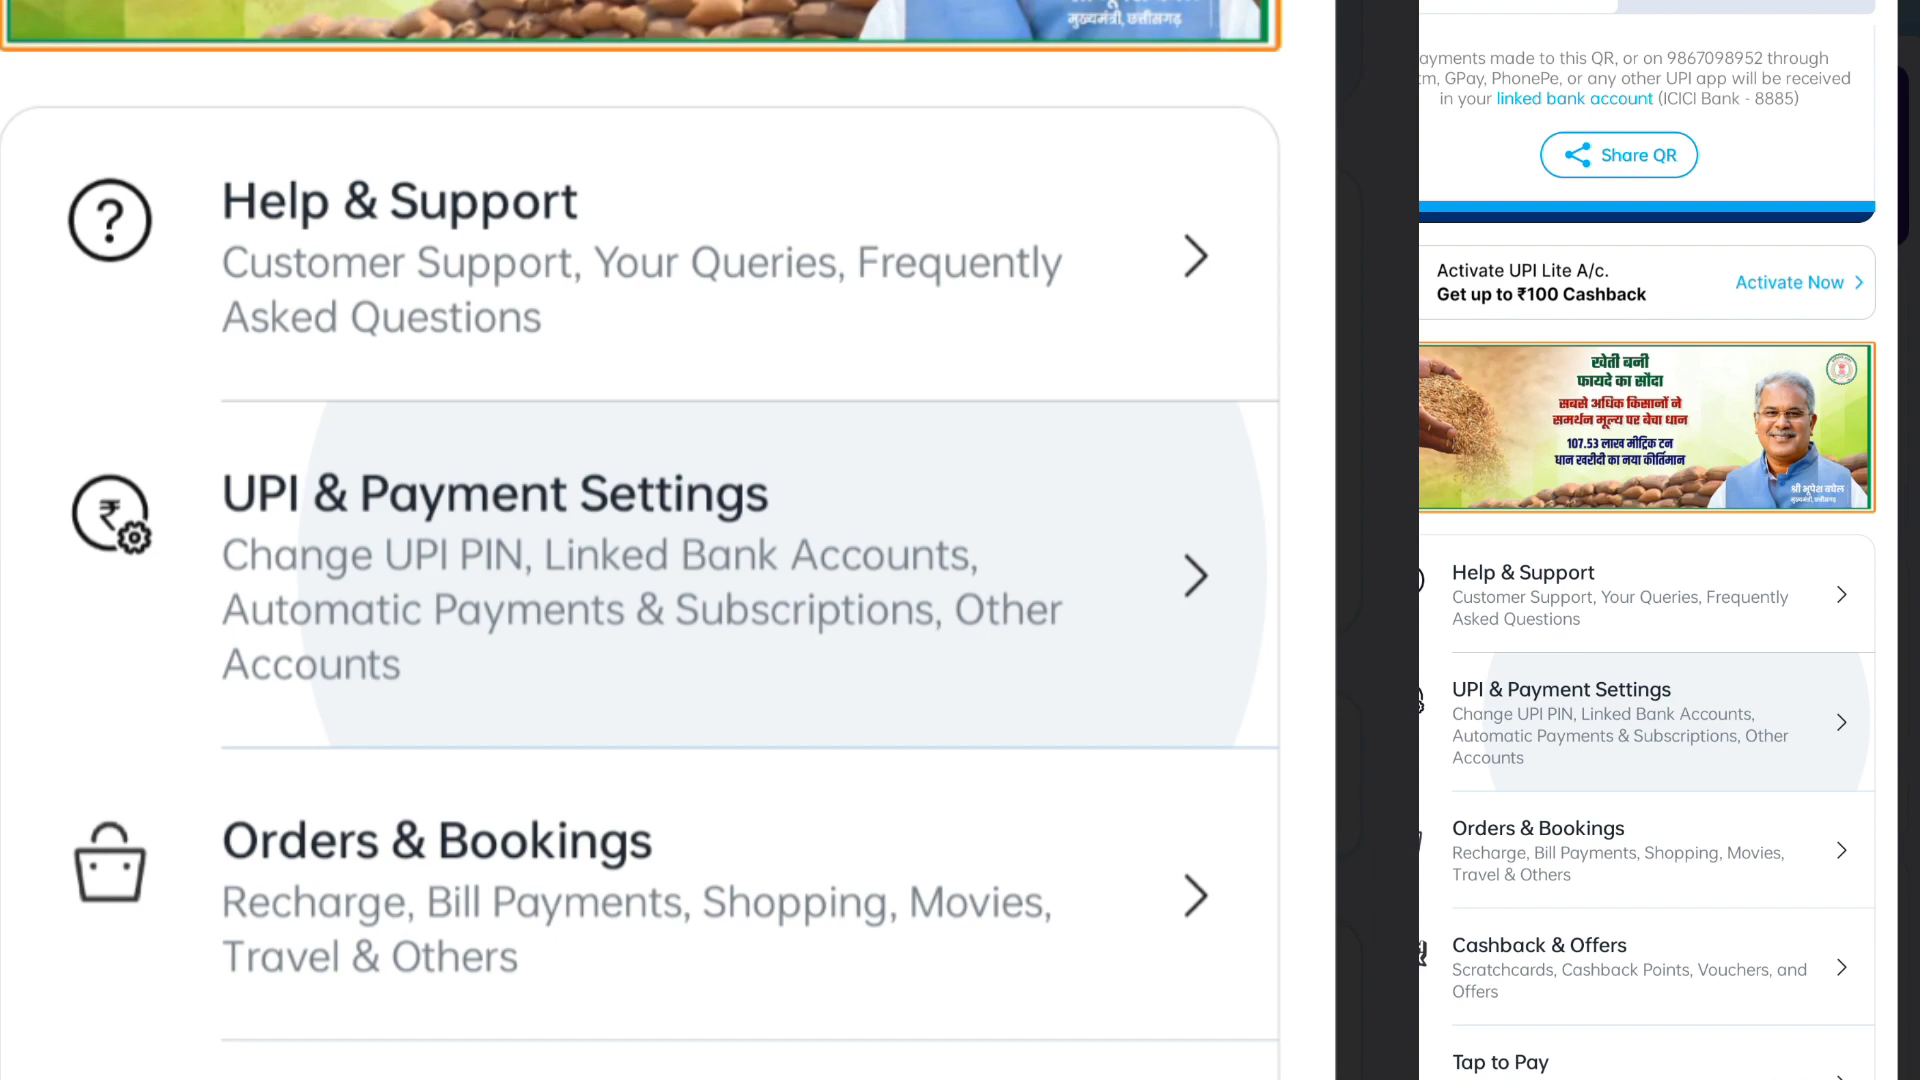 मुख्यमंत्री, छत्तीसगढ़
Help & Support
Customer Support, Your Queries, Frequently
Asked Questions
UPI & Payment Settings
Change UPI PIN, Linked Bank Accounts,
Automatic Payments & Subscriptions, Other
Accounts
Orders & Bookings
Recharge, Bill Payments, Shopping, Movies,
Travel & Others
ayments made to this QR, or on 9867098952 through
tm, GPay, PhonePe, or any other UPI app will be received
in your linked bank account (ICICI Bank - 8885)
Share QR
Activate UPI Lite A/c.
Get up to ₹100 Cashback
Activate Now
खेती बनी
फायदे का सौदा
सबसे अधिक किसानों ने
समर्थन मूल्य पर बेचा धान
107.53 लाख मीट्रिक टन
धान खरीदी का नया कीर्तिमान
श्री भूपेश बघेल
मुख्यमंत्री, छत्तीसगढ़
Help & Support
Customer Support, Your Queries, Frequently
Asked Questions
UPI & Payment Settings
Change UPI PIN, Linked Bank Accounts,
Automatic Payments & Subscriptions, Other
Accounts
Orders & Bookings
Recharge, Bill Payments, Shopping, Movies,
Travel & Others
Cashback & Offers
Scratchcards, Cashback Points, Vouchers, and
Offers
Tap to Pay